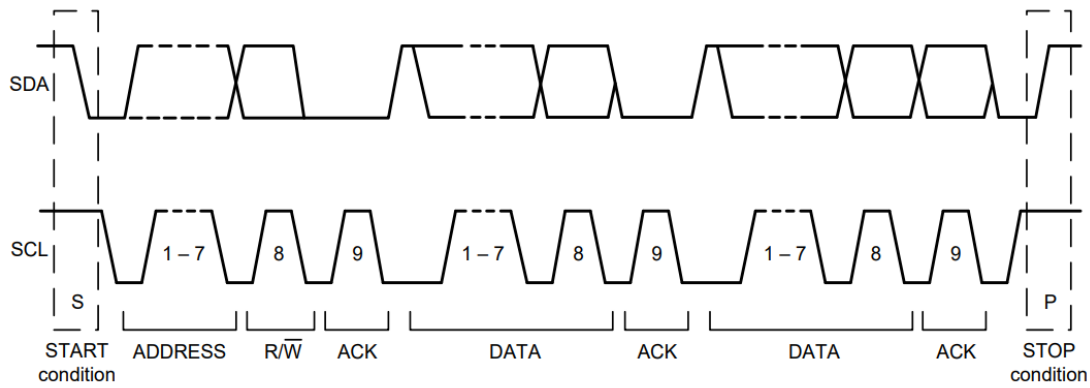 SDA
SCL
1 – 7
8
9
1 – 7
8
9
1 – 7
8
9
S
P
START
condition
ADDRESS
R/W̅
ACK
DATA
ACK
DATA
ACK
STOP
condition